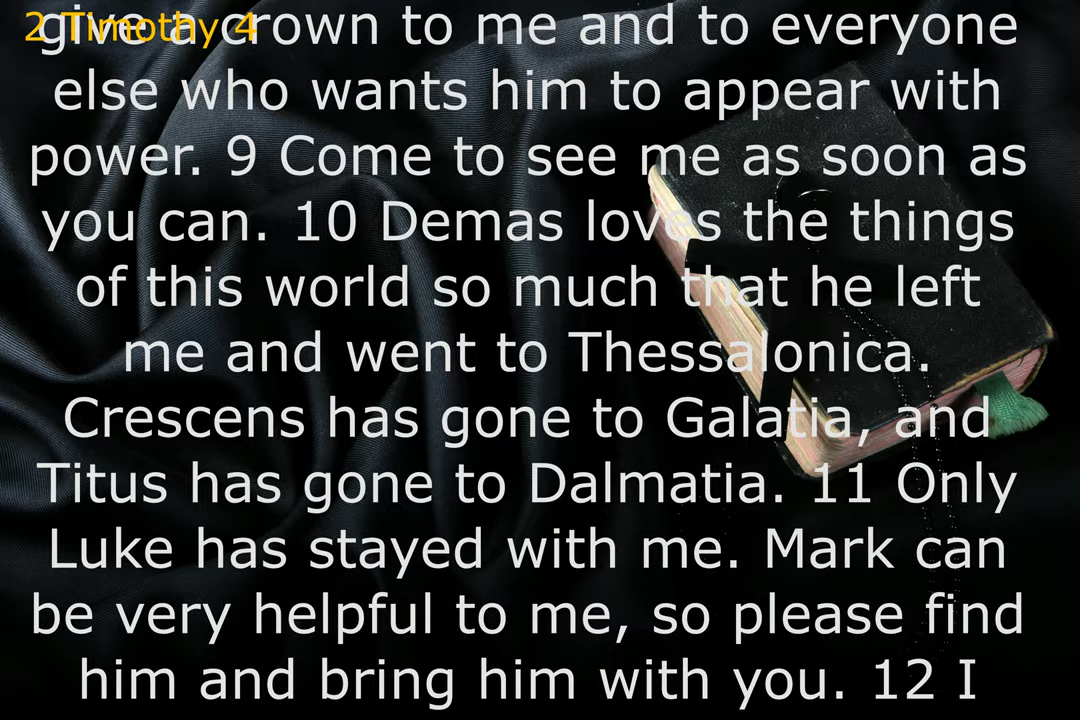 2 Timothy 4
give a crown to me and to everyone
else who wants him to appear with
power. 9 Come to see me as soon as
you can. 10 Demas loves the things
of this world so much that he left
me and went to Thessalonica.
Crescens has gone to Galatia, and
Titus has gone to Dalmatia. 11 Only
Luke has stayed with me. Mark can
be very helpful to me, so please find
him and bring him with you. 12 I